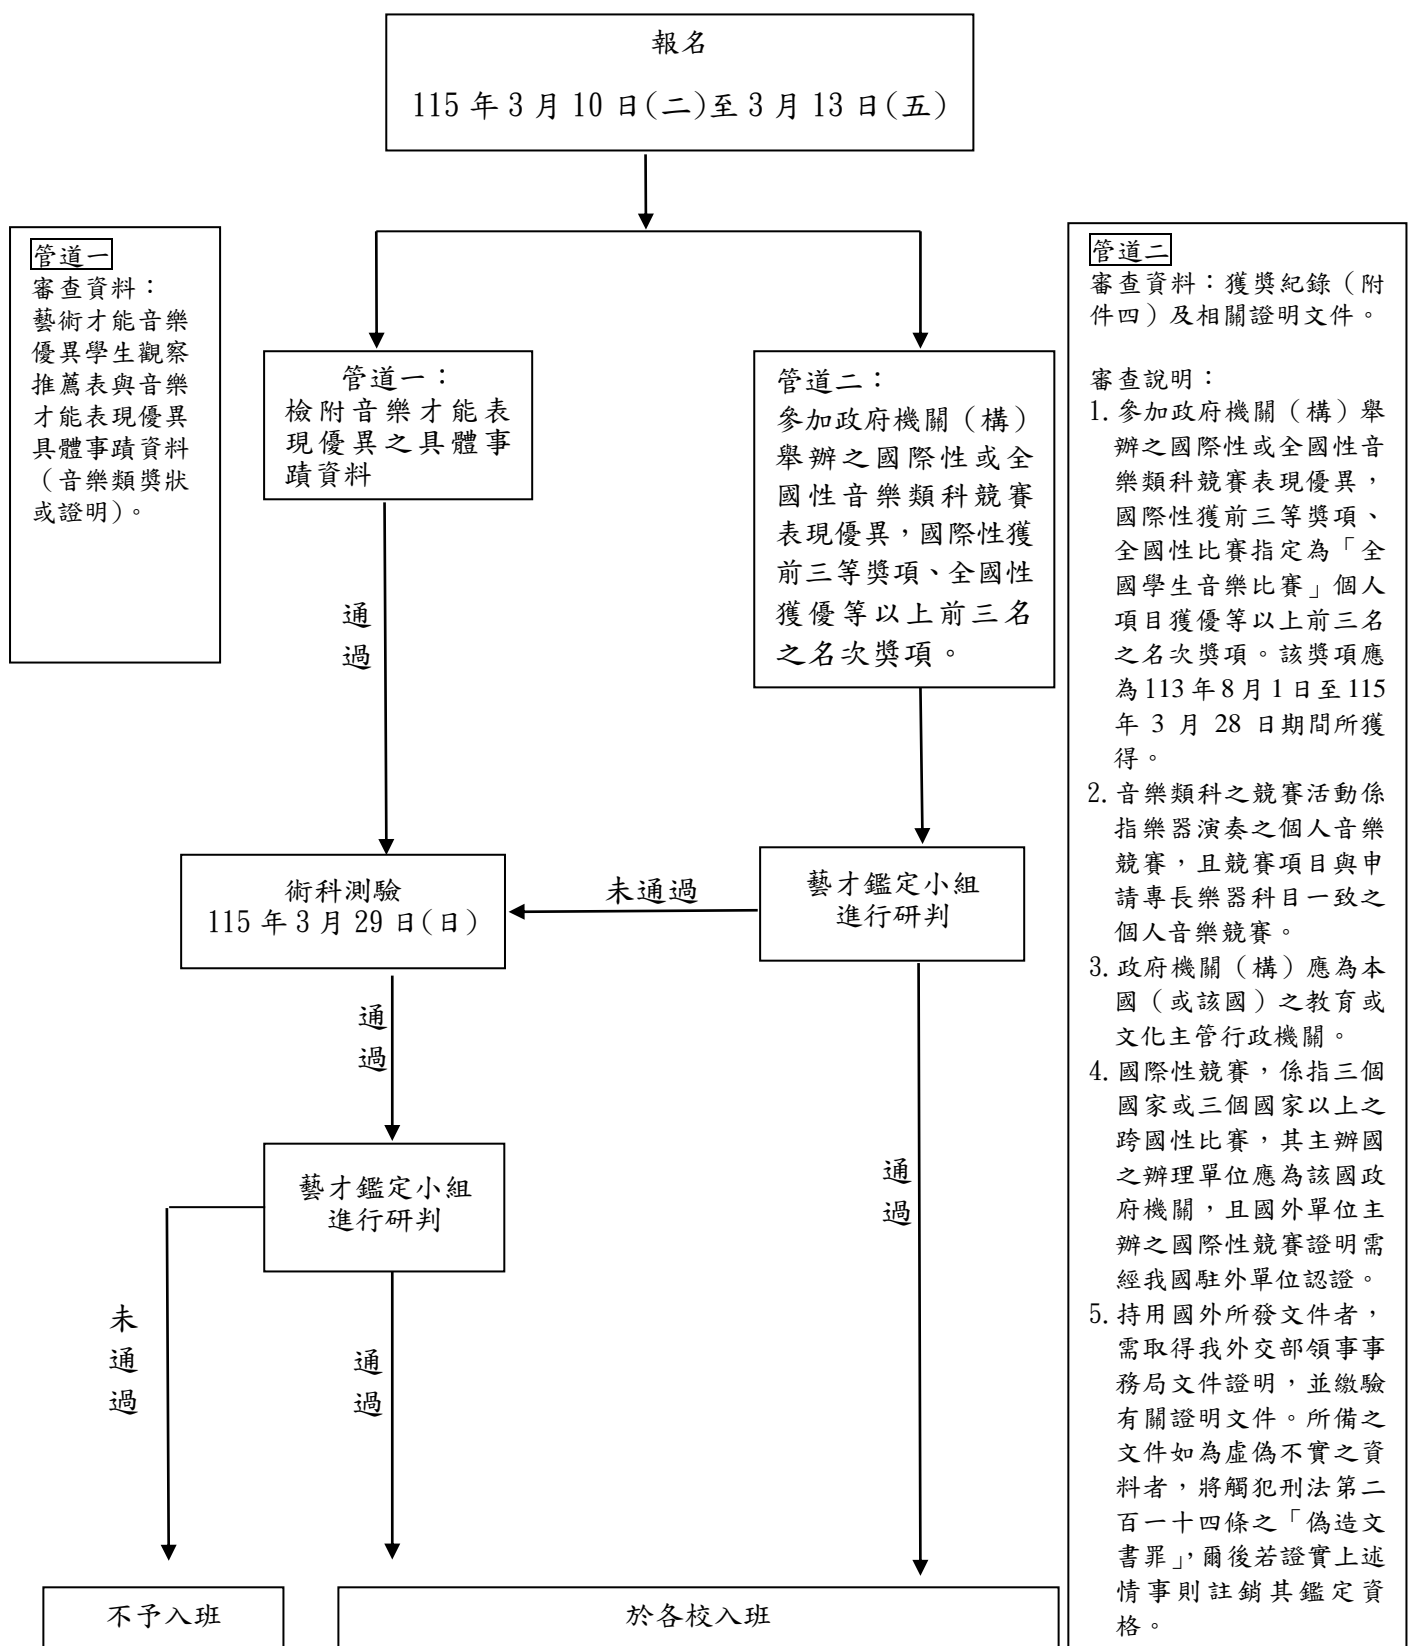 報名
115 年 3 月 10 日(二)至 3 月 13 日(五)
管道一
審查資料：
藝術才能音樂
優異學生觀察
推薦表與音樂
才能表現優異
具體事蹟資料
（音樂類獎狀
或證明)。
管道一：
檢附音樂才能表
現優異之具體事
蹟資料
管道二：
參加政府機關（構）
舉辦之國際性或全
國性音樂類科競賽
表現優異，國際性獲
前三等獎項、全國性
獲優等以上前三名
之名次獎項。
管道二
審查資料：獲獎紀錄（附
件四）及相關證明文件。
審查說明：
1. 參加政府機關（構）舉
辦之國際性或全國性音
樂類科競賽表現優異，
國際性獲前三等獎項、
全國性比賽指定為「全
國學生音樂比賽」個人
項目獲優等以上前三名
之名次獎項。該獎項應
為 113 年 8 月 1 日至 115
年 3 月 28 日期間所獲
得。
2. 音樂類科之競賽活動係
指樂器演奏之個人音樂
競賽，且競賽項目與申
請專長樂器科目一致之
個人音樂競賽。
3. 政府機關（構）應為本
國（或該國）之教育或
文化主管行政機關。
4. 國際性競賽，係指三個
國家或三個國家以上之
跨國性比賽，其主辦國
之辦理單位應為該國政
府機關，且國外單位主
辦之國際性競賽證明需
經我國駐外單位認證。
5. 持用國外所發文件者，
需取得我外交部領事事
務局文件證明，並繳驗
有關證明文件。所備之
文件如為虛偽不實之資
料者，將觸犯刑法第二
百一十四條之「偽造文
書罪」，爾後若證實上述
情事則註銷其鑑定資
格。
通
過
術科測驗
115 年 3 月 29 日(日)
未通過
藝才鑑定小組
進行研判
通
過
藝才鑑定小組
進行研判
通
過
未
通
過
通
過
不予入班
於各校入班